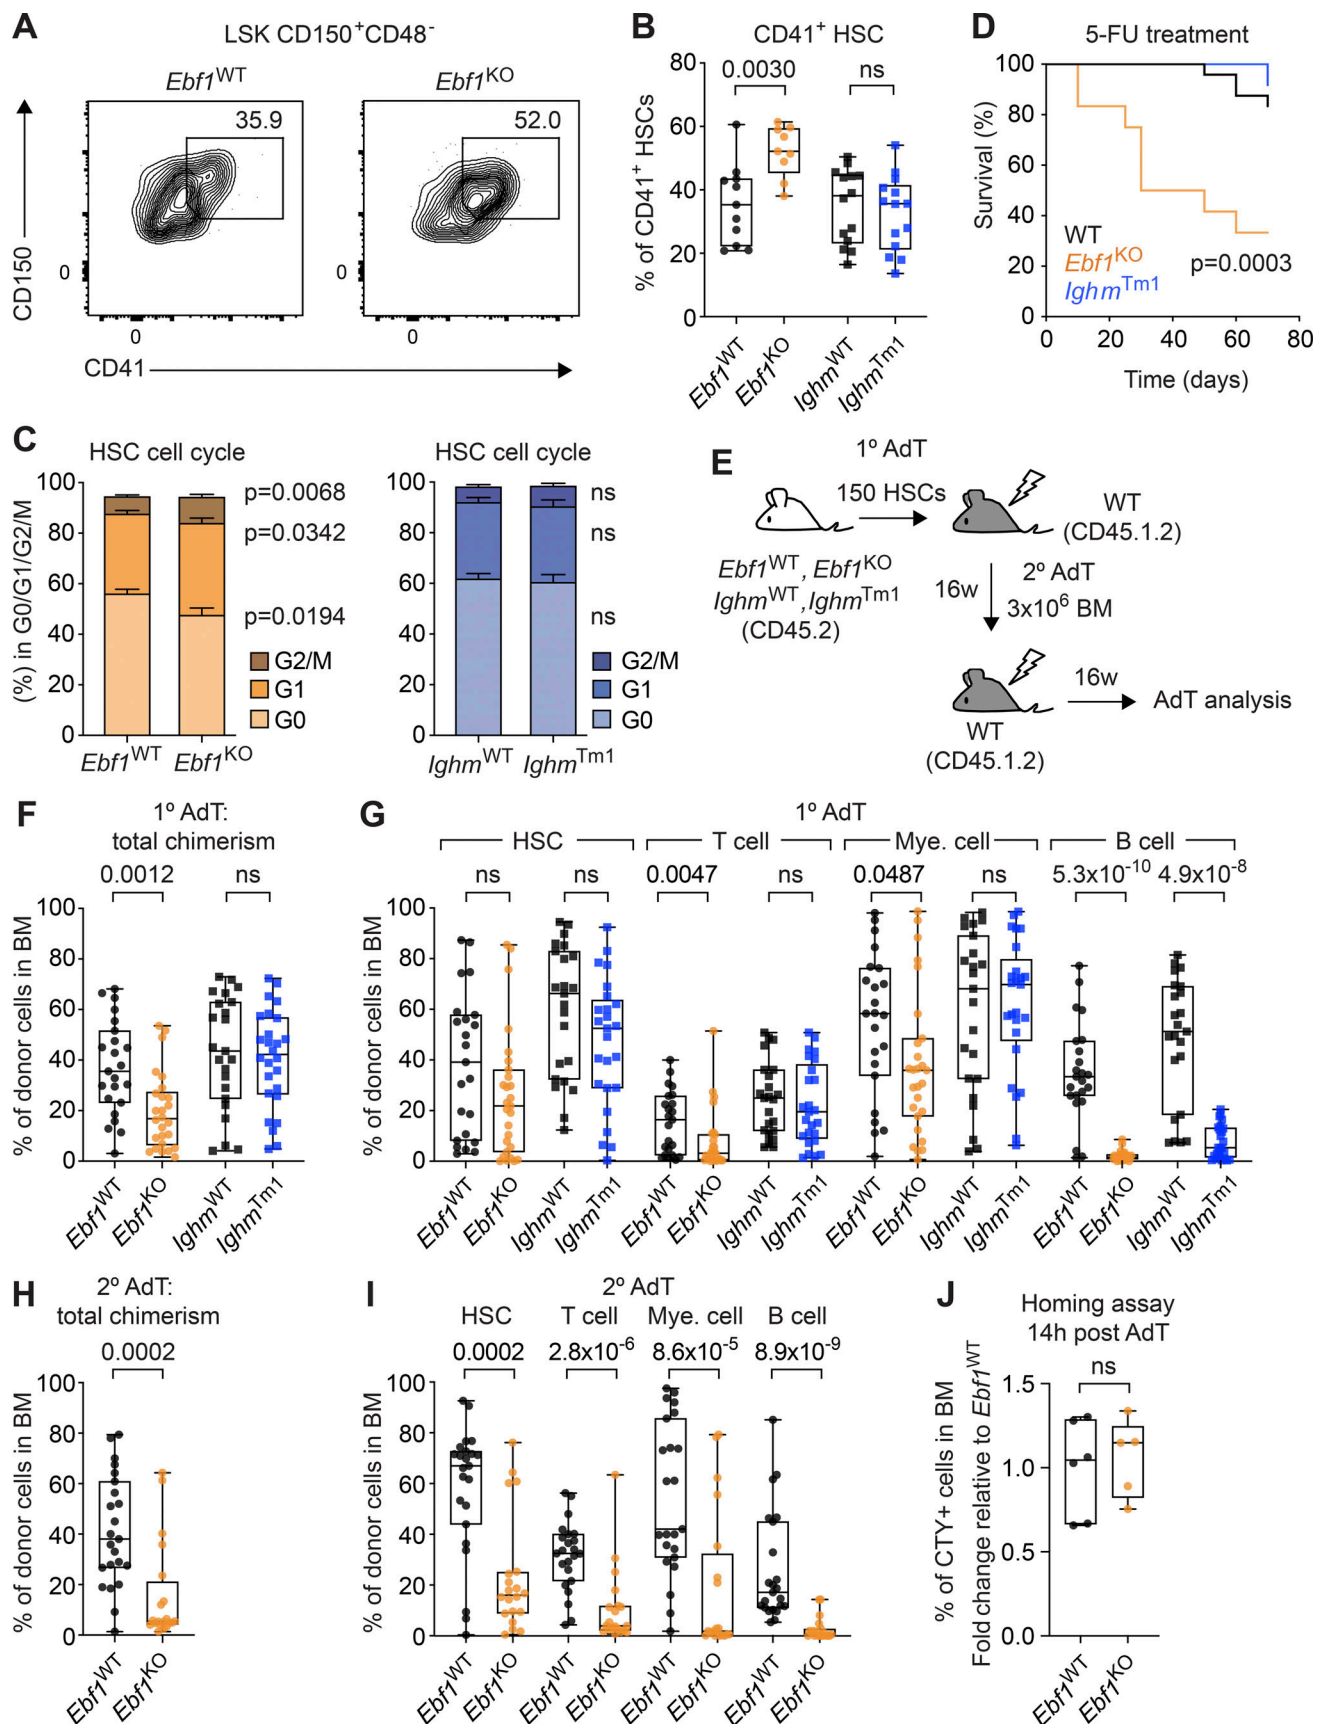 A
LSK CD150⁺CD48⁻
Ebf1ᵂᵀ
Ebf1ᴷᴼ
35.9
52.0
CD150
0
0
0
0
CD41
B
CD41⁺ HSC
0.0030
ns
% of CD41⁺ HSCs
80
60
40
20
0
Ebf1ᵂᵀ
Ebf1ᴷᴼ
Ighmᵂᵀ
Ighmᵀᵐ¹
D
5-FU treatment
Survival (%)
100
80
60
40
20
0
WT
Ebf1ᴷᴼ
Ighmᵀᵐ¹
p=0.0003
0 20 40 60 80
Time (days)
C
HSC cell cycle
(%) in G0/G1/G2/M
100
80
60
40
20
0
p=0.0068
p=0.0342
p=0.0194
G2/M
G1
G0
Ebf1ᵂᵀ
Ebf1ᴷᴼ
HSC cell cycle
100
80
60
40
20
0
ns
ns
ns
G2/M
G1
G0
Ighmᵂᵀ
Ighmᵀᵐ¹
E
1º AdT
150 HSCs
WT
(CD45.1.2)
Ebf1ᵂᵀ, Ebf1ᴷᴼ
Ighmᵂᵀ, Ighmᵀᵐ¹
(CD45.2)
16w
2º AdT
3x10⁶ BM
16w
AdT analysis
WT
(CD45.1.2)
F
1º AdT:
total chimerism
0.0012
ns
% of donor cells in BM
100
80
60
40
20
0
Ebf1ᵂᵀ
Ebf1ᴷᴼ
Ighmᵂᵀ
Ighmᵀᵐ¹
G
1º AdT
HSC
T cell
Mye. cell
B cell
ns
ns
0.0047
ns
0.0487
ns
5.3x10⁻¹⁰
4.9x10⁻⁸
% of donor cells in BM
100
80
60
40
20
0
Ebf1ᵂᵀ
Ebf1ᴷᴼ
Ighmᵂᵀ
Ighmᵀᵐ¹
Ebf1ᵂᵀ
Ebf1ᴷᴼ
Ighmᵂᵀ
Ighmᵀᵐ¹
Ebf1ᵂᵀ
Ebf1ᴷᴼ
Ighmᵂᵀ
Ighmᵀᵐ¹
Ebf1ᵂᵀ
Ebf1ᴷᴼ
Ighmᵂᵀ
Ighmᵀᵐ¹
H
2º AdT:
total chimerism
0.0002
% of donor cells in BM
100
80
60
40
20
0
Ebf1ᵂᵀ
Ebf1ᴷᴼ
I
2º AdT
HSC
T cell
Mye. cell
B cell
0.0002
2.8x10⁻⁶
8.6x10⁻⁵
8.9x10⁻⁹
% of donor cells in BM
100
80
60
40
20
0
Ebf1ᵂᵀ
Ebf1ᴷᴼ
Ebf1ᵂᵀ
Ebf1ᴷᴼ
Ebf1ᵂᵀ
Ebf1ᴷᴼ
Ebf1ᵂᵀ
Ebf1ᴷᴼ
J
Homing assay
14h post AdT
ns
% of CTY+ cells in BM
Fold change relative to Ebf1ᵂᵀ
1.5
1.0
0.5
0.0
Ebf1ᵂᵀ
Ebf1ᴷᴼ